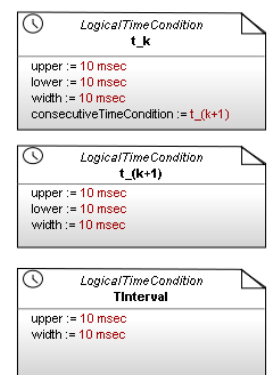 LogicalTimeCondition
t_k
upper := 10 msec
lower := 10 msec
width := 10 msec
consecutiveTimeCondition := t_(k+1)
LogicalTimeCondition
t_(k+1)
upper := 10 msec
lower := 10 msec
width := 10 msec
LogicalTimeCondition
TInterval
upper := 10 msec
width := 10 msec